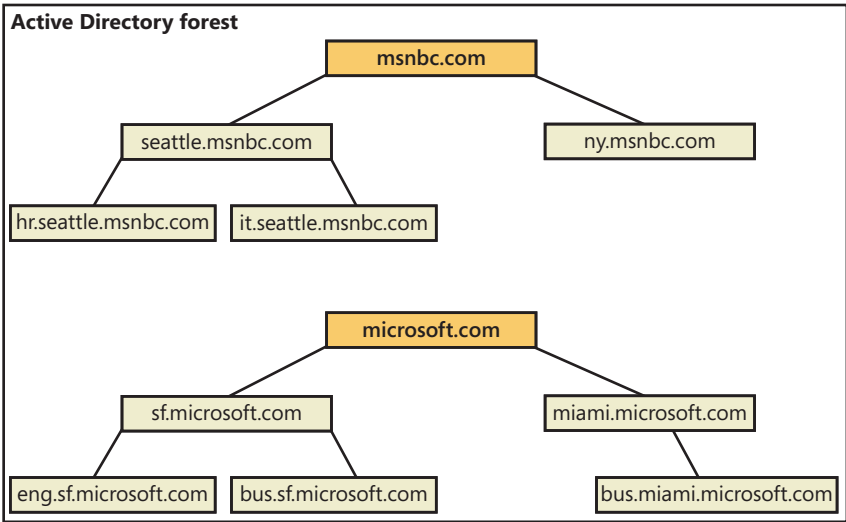 Active Directory forest
msnbc.com
seattle.msnbc.com
ny.msnbc.com
hr.seattle.msnbc.com
it.seattle.msnbc.com
microsoft.com
sf.microsoft.com
miami.microsoft.com
eng.sf.microsoft.com
bus.sf.microsoft.com
bus.miami.microsoft.com